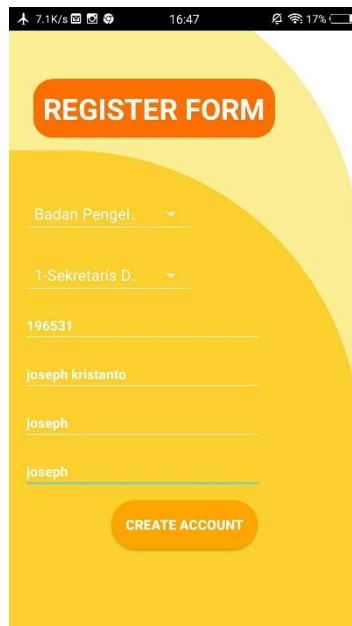 7.1K/s 16:47 17%
REGISTER FORM
Badan Pengel..
1-Sekretaris D..
196531
joseph kristanto
joseph
joseph
CREATE ACCOUNT